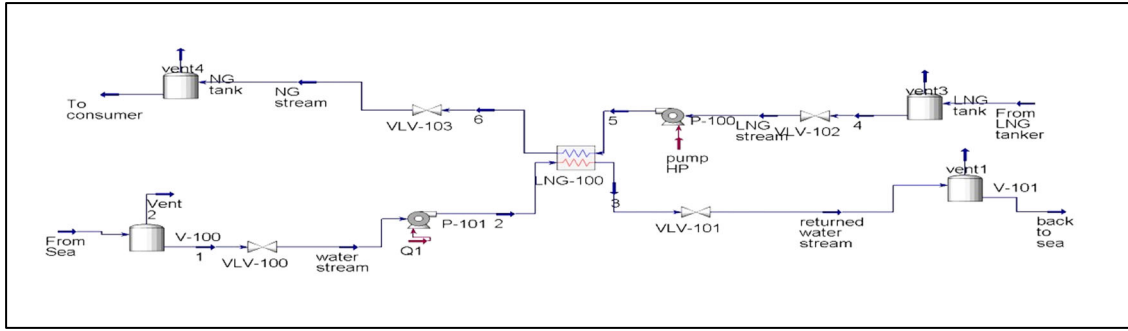 vent4
NG
tank
NG
stream
To
consumer
VLV-103
6
5
P-100
pump
HP
LNG
stream
VLV-102
4
vent3
LNG
tank
From
LNG
tanker
LNG-100
3
vent1
V-101
VLV-101
returned
water
stream
back
to
sea
Vent
2
From
Sea
V-100
1
VLV-100
water
stream
P-101
2
Q1